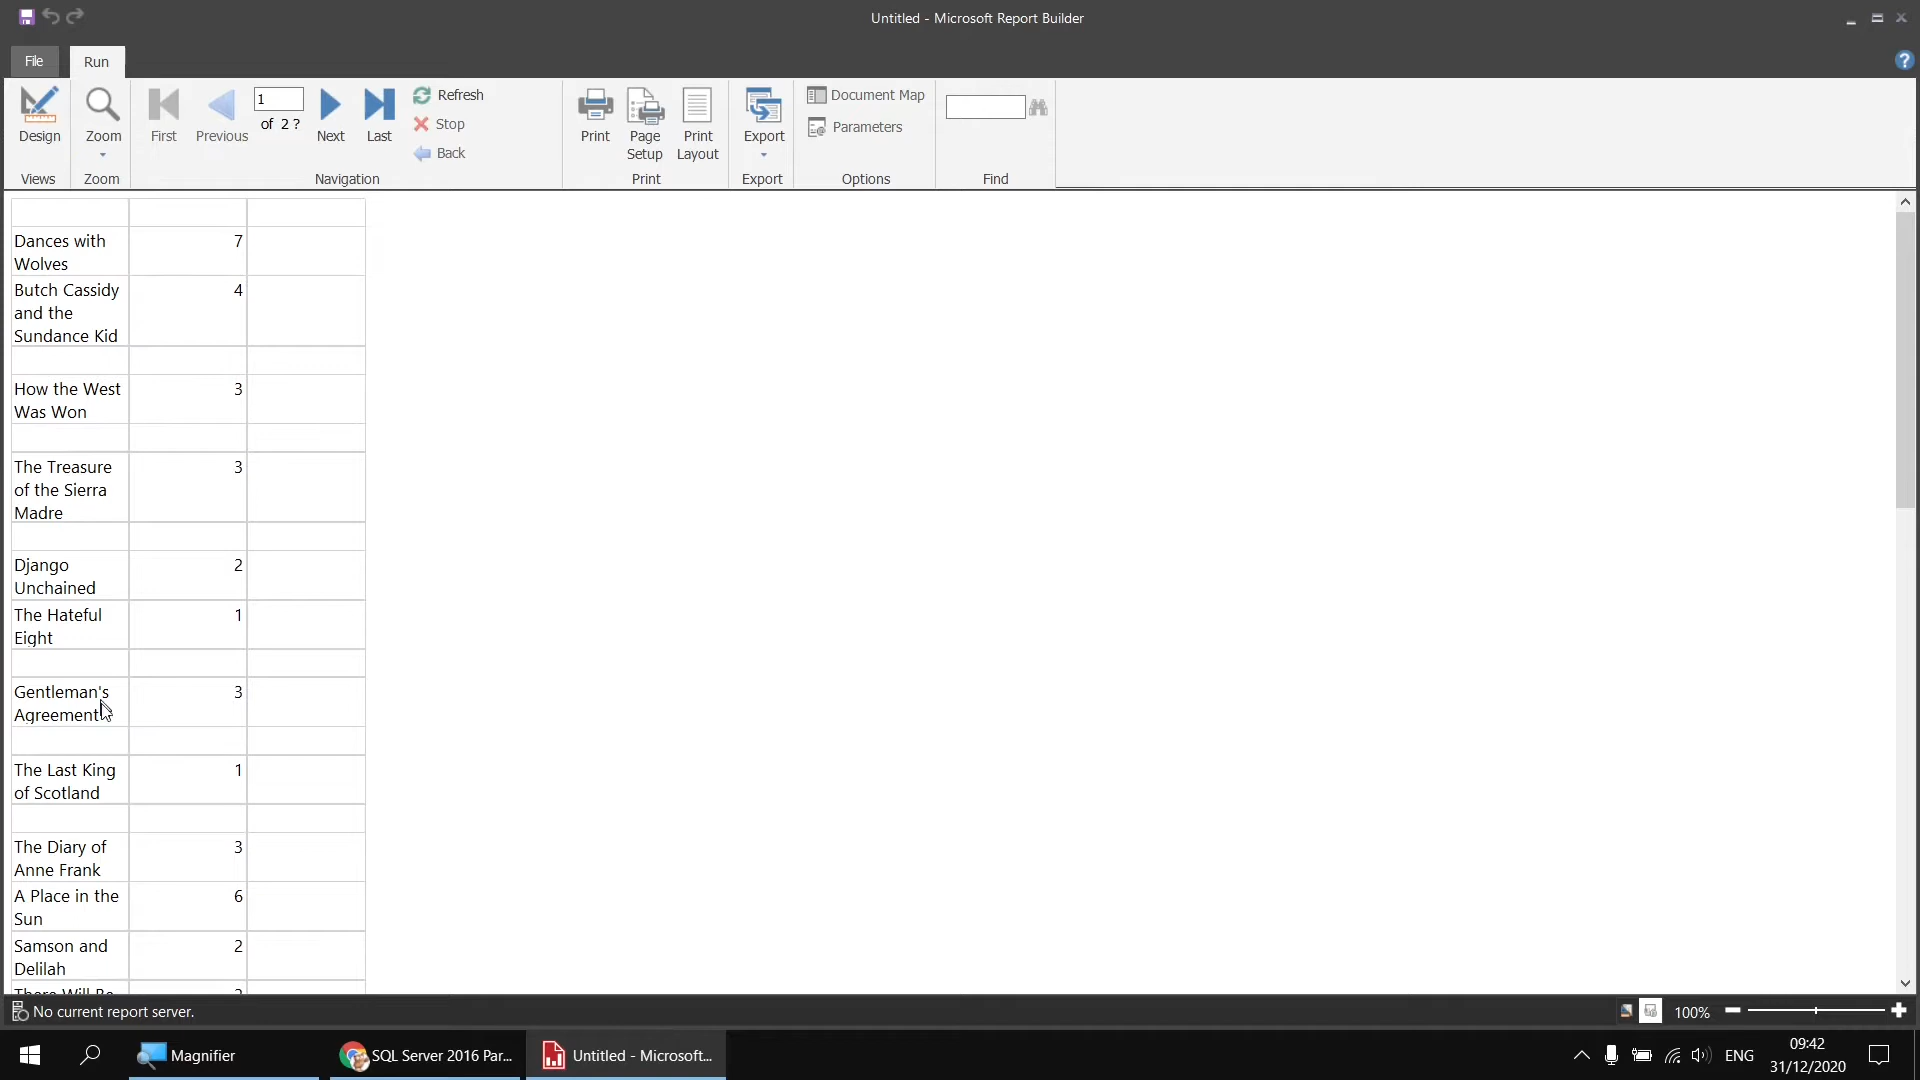 Untitled - Microsoft Report Builder
File
Run
Design
Zoom
First
Previous
1
of 2 ?
Next
Last
Refresh
Stop
Back
Print
Page
Setup
Print
Layout
Export
Document Map
Parameters
Views
Zoom
Navigation
Print
Export
Options
Find
Dances with
Wolves
7
Butch Cassidy
and the
Sundance Kid
4
How the West
Was Won
3
The Treasure
of the Sierra
Madre
3
Django
Unchained
2
The Hateful
Eight
1
Gentleman's
Agreement
3
The Last King
of Scotland
1
The Diary of
Anne Frank
3
A Place in the
Sun
6
Samson and
Delilah
2
There Will Be
2
No current report server.
100%
Magnifier
SQL Server 2016 Par...
Untitled - Microsoft...
ENG
09:42
31/12/2020